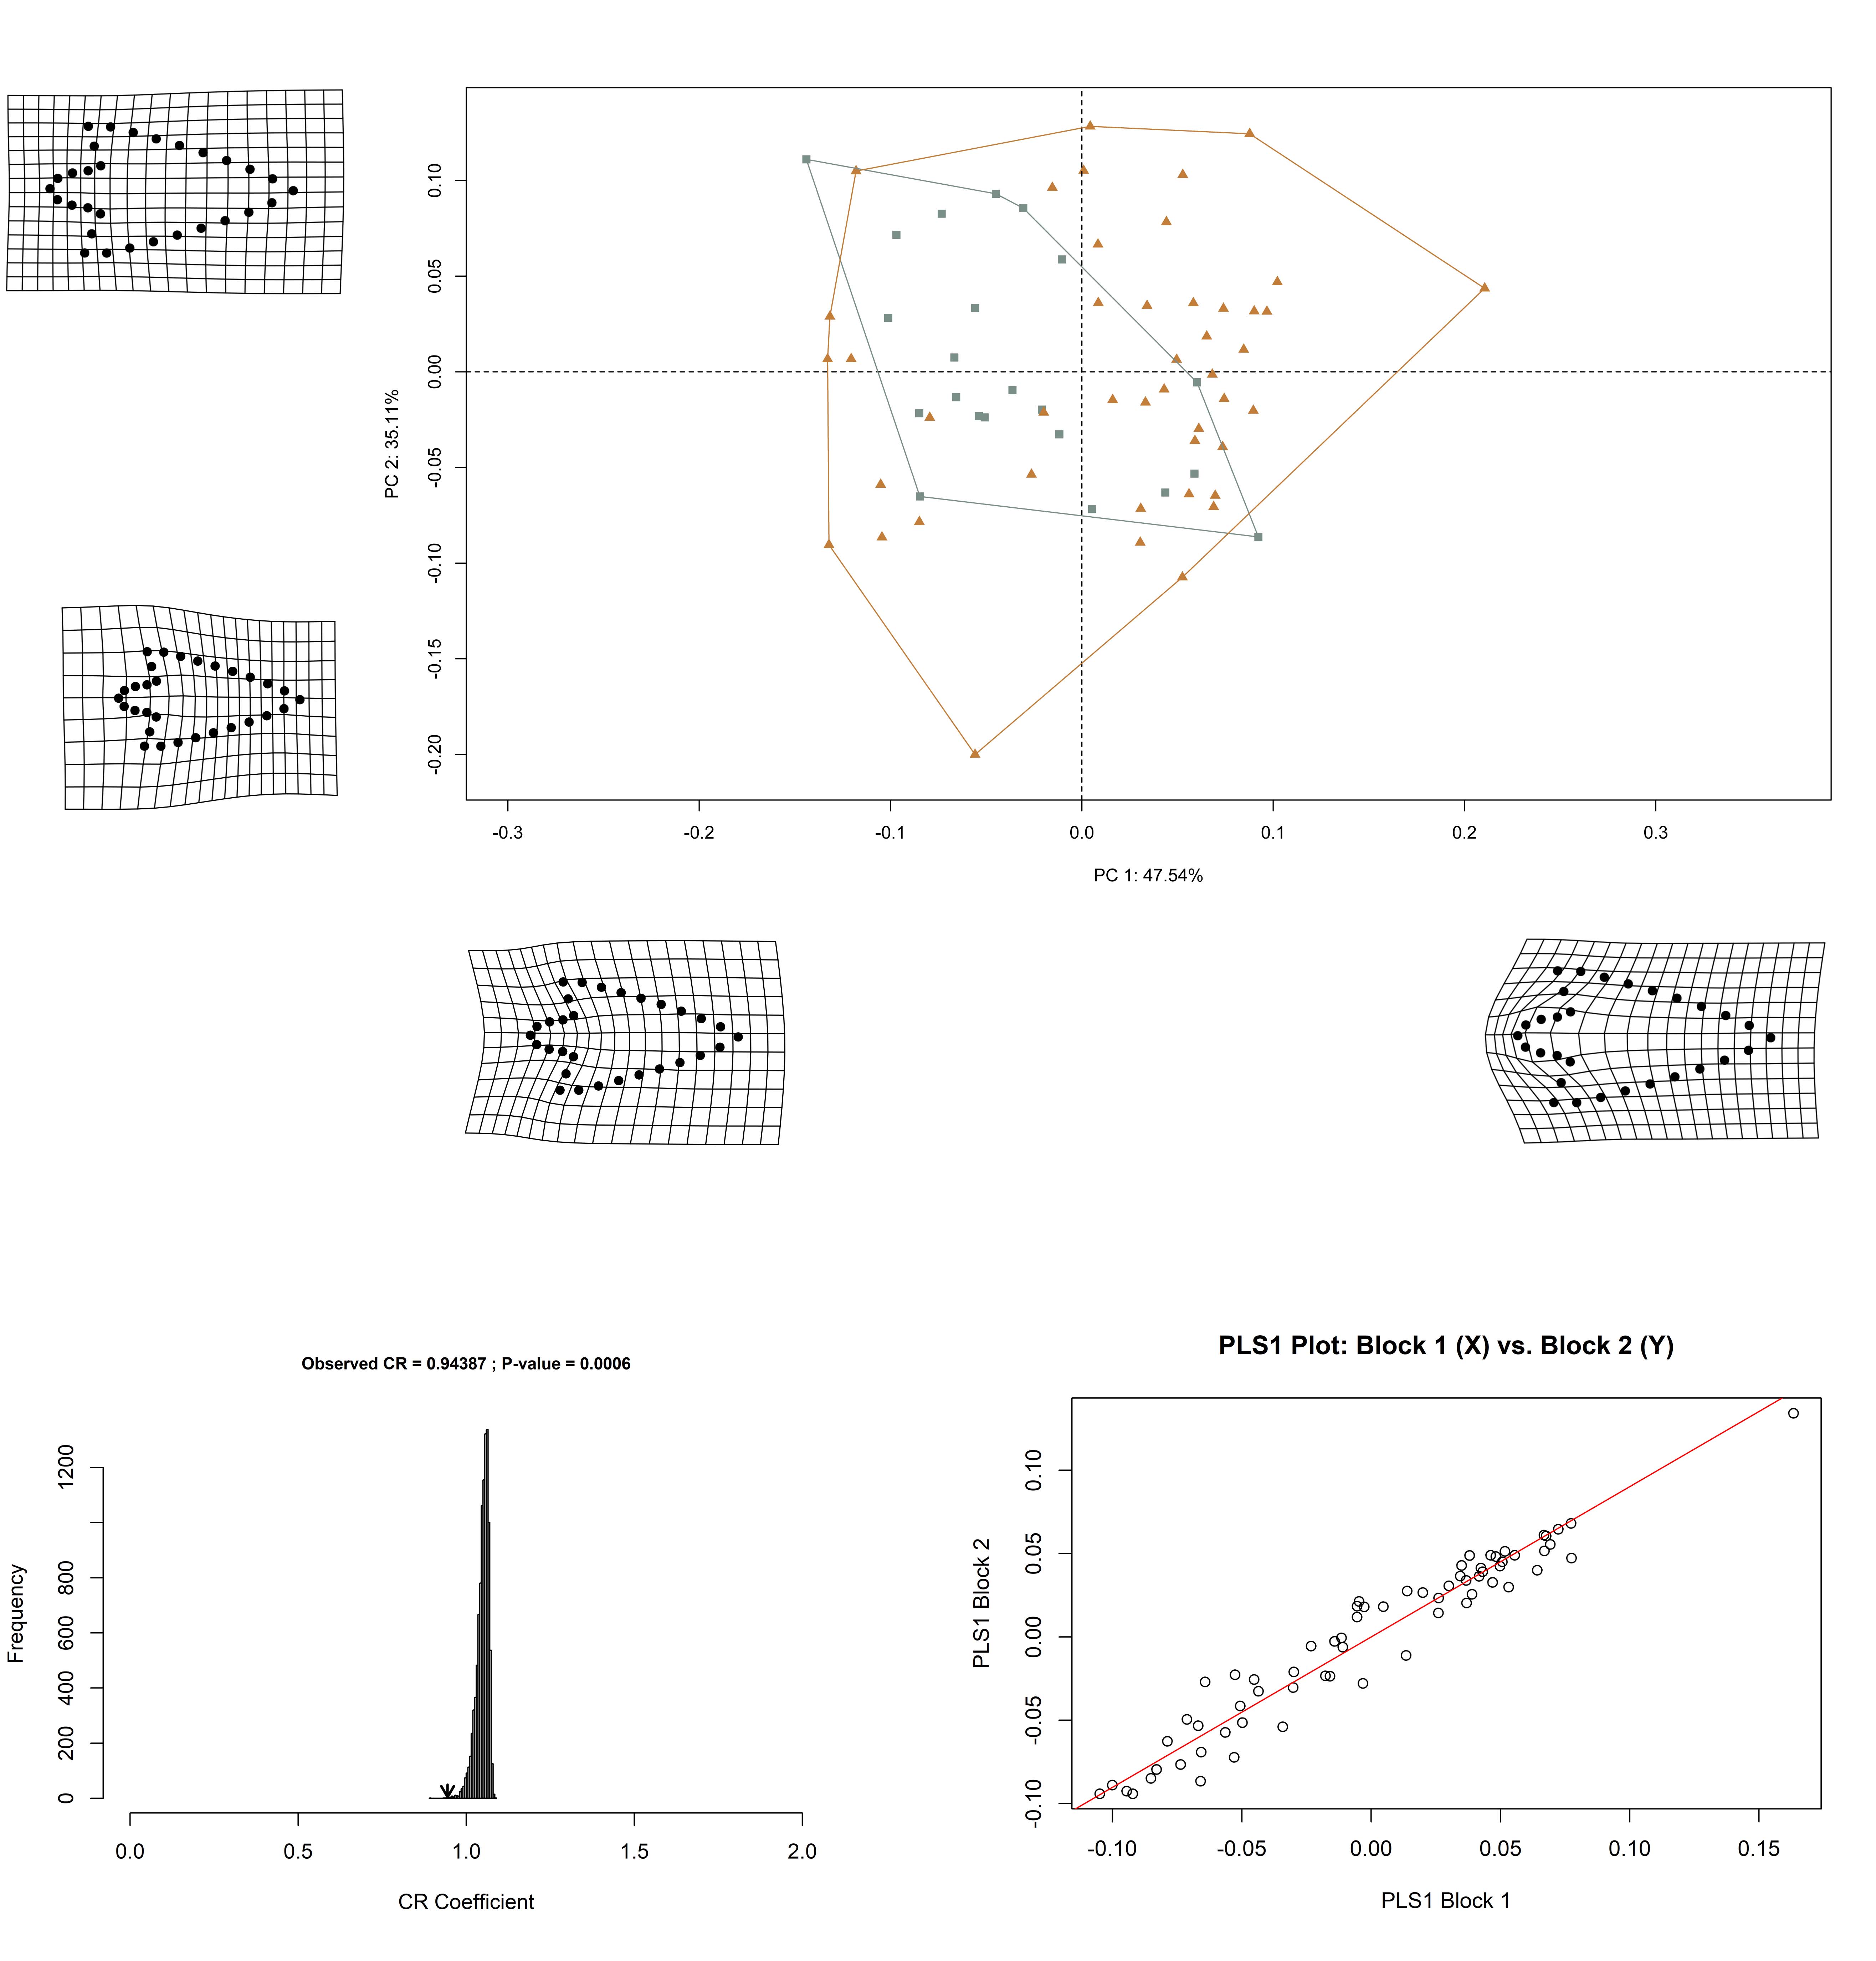 0.10
0.05
0.00
-0.05
-0.10
-0.15
-0.20
PC 2: 35.11%
-0.3 -0.2 -0.1 0.0 0.1 0.2 0.3
PC 1: 47.54%
Observed CR = 0.94387 ; P-value = 0.0006
1200
800
600
400
200
0
Frequency
0.0 0.5 1.0 1.5 2.0
CR Coefficient
PLS1 Plot: Block 1 (X) vs. Block 2 (Y)
0.10
0.05
0.00
-0.05
-0.10
PLS1 Block 2
-0.10 -0.05 0.00 0.05 0.10 0.15
PLS1 Block 1